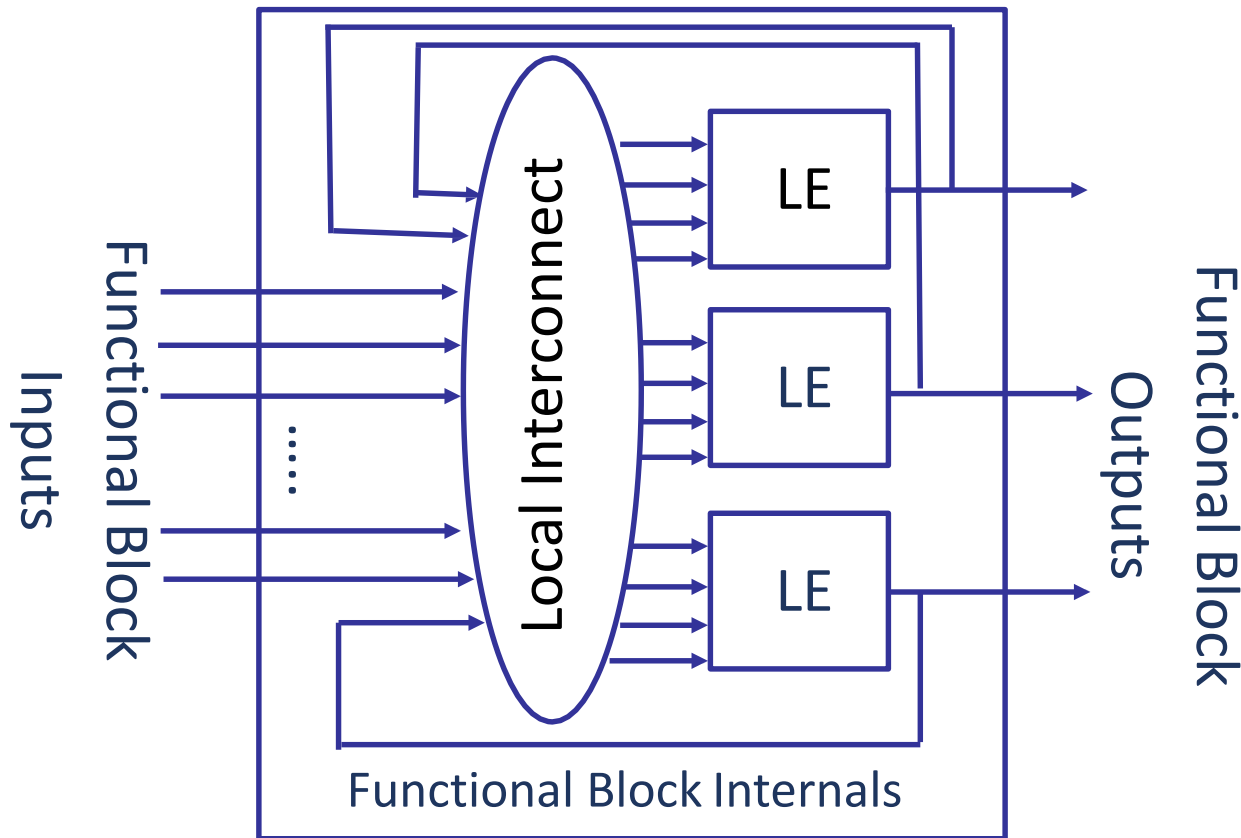 Functional Block
Inputs
.....
Local Interconnect
LE
LE
LE
Functional Block
Outputs
Functional Block Internals